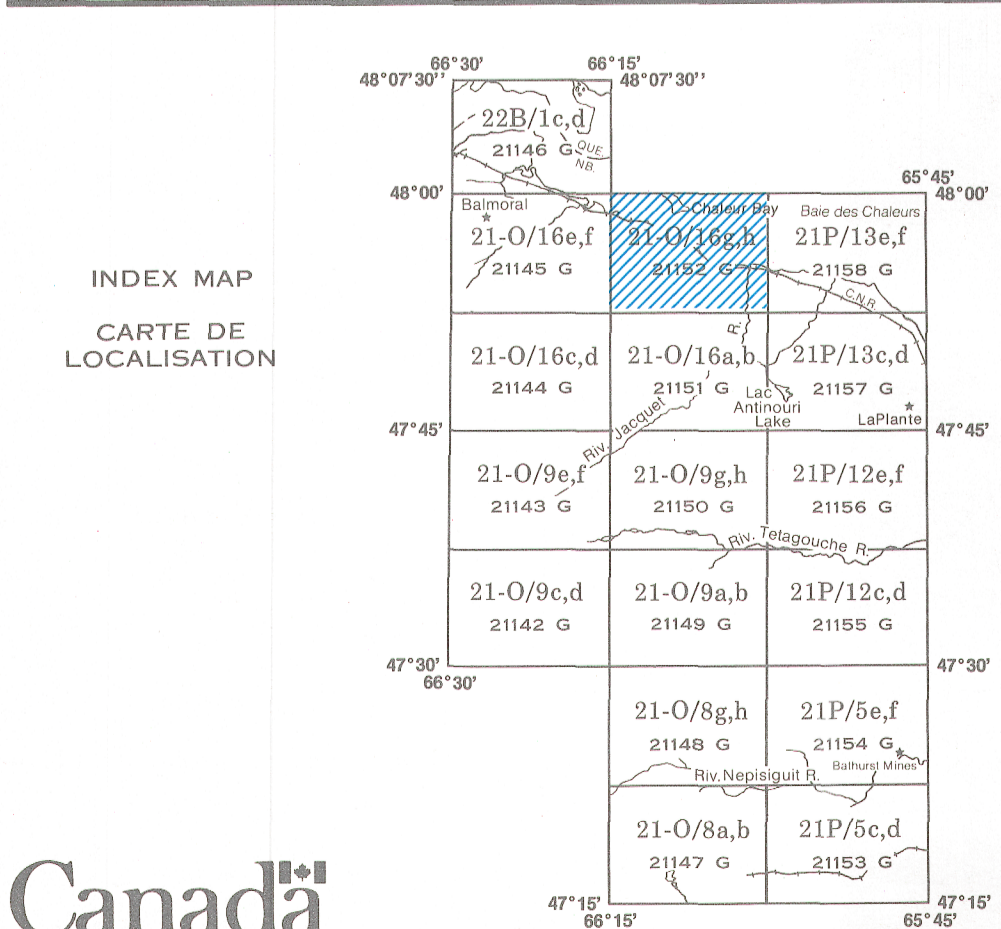 66°30' 66°15'
48°07'30'' 48°07'30''
22B/1c,d
21146 G
QUE.
NB.
65°45'
48°00' 48°00'
Balmoral
21-O/16e,f
21145 G
Chaleur Bay
21-O/16g,h
21152 G
Baie des Chaleurs
21P/13e,f
21158 G
C.N.R.
INDEX MAP
CARTE DE
LOCALISATION
21-O/16c,d
21144 G
R.
21-O/16a,b
21151 G
21P/13c,d
21157 G
Lac
Antinouri
Lake
LaPlante
47°45' 47°45'
Riv. Jacquet
21-O/9e,f
21143 G
21-O/9g,h
21150 G
21P/12e,f
21156 G
Riv. Tetagouche R.
21-O/9c,d
21142 G
21-O/9a,b
21149 G
21P/12c,d
21155 G
47°30' 47°30'
66°30'
21-O/8g,h
21148 G
21P/5e,f
21154 G
Bathurst Mines
Riv. Nepisiguit R.
21-O/8a,b
21147 G
21P/5c,d
21153 G
47°15' 47°15'
66°15' 65°45'
Canada